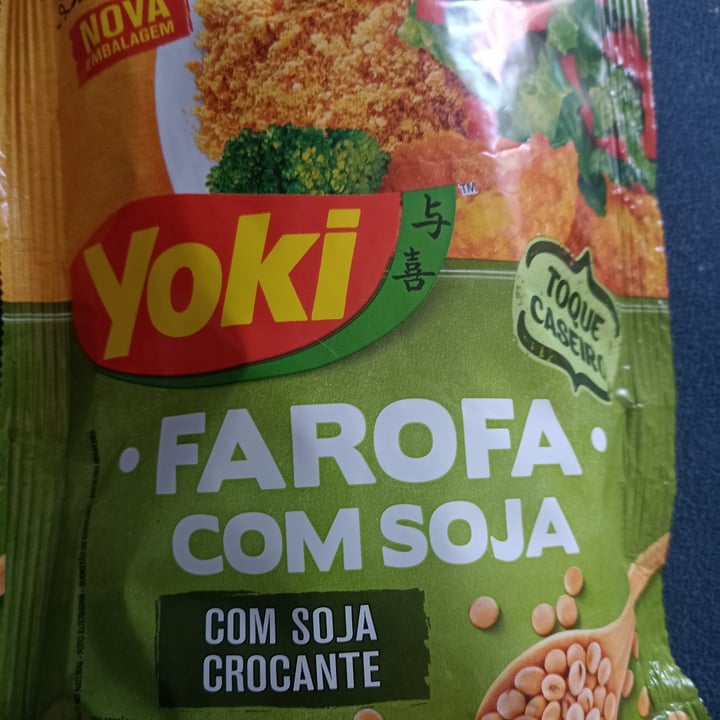 NOVA
EMBALAGEM
Yoki
TM
与
喜
TOQUE
CASEIRO
FAROFA
COM SOJA
COM SOJA
CROCANTE